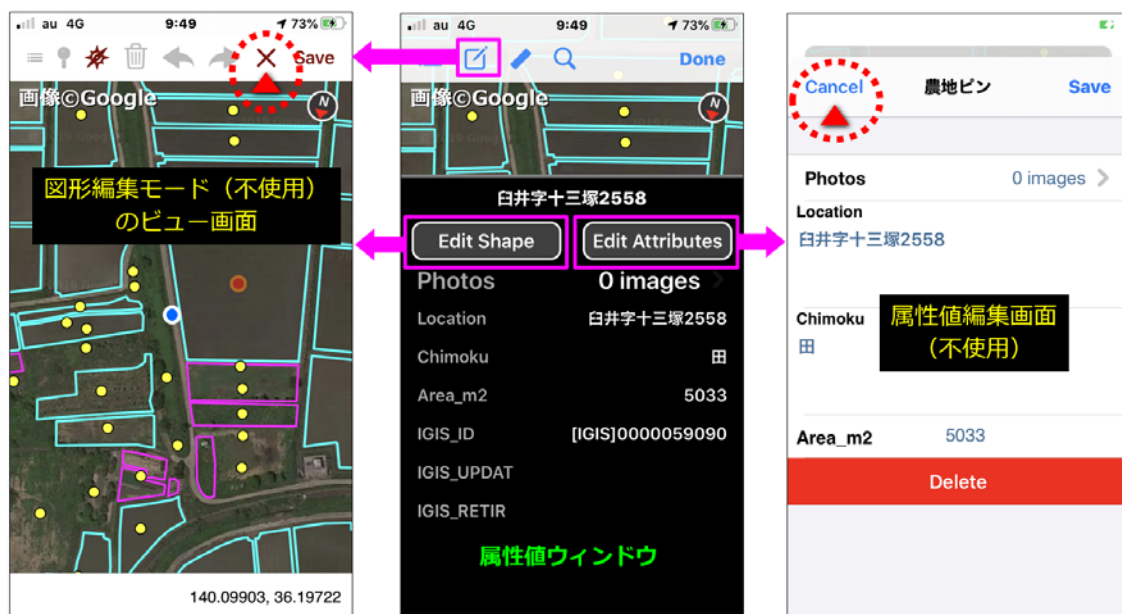 au 4G 9:49 73%
Save
画像©Google
N
図形編集モード（不使用）
のビュー画面
140.09903, 36.19722
au 4G 9:49 73%
Done
画像©Google
N
臼井字十三塚2558
Edit Shape Edit Attributes
Photos 0 images
Location 臼井字十三塚2558
Chimoku 田
Area_m2 5033
IGIS_ID [IGIS]0000059090
IGIS_UPDAT
IGIS_RETIR
属性値ウィンドウ
Cancel 農地ピン Save
Photos 0 images
Location
臼井字十三塚2558
Chimoku
田
属性値編集画面
（不使用）
Area_m2 5033
Delete